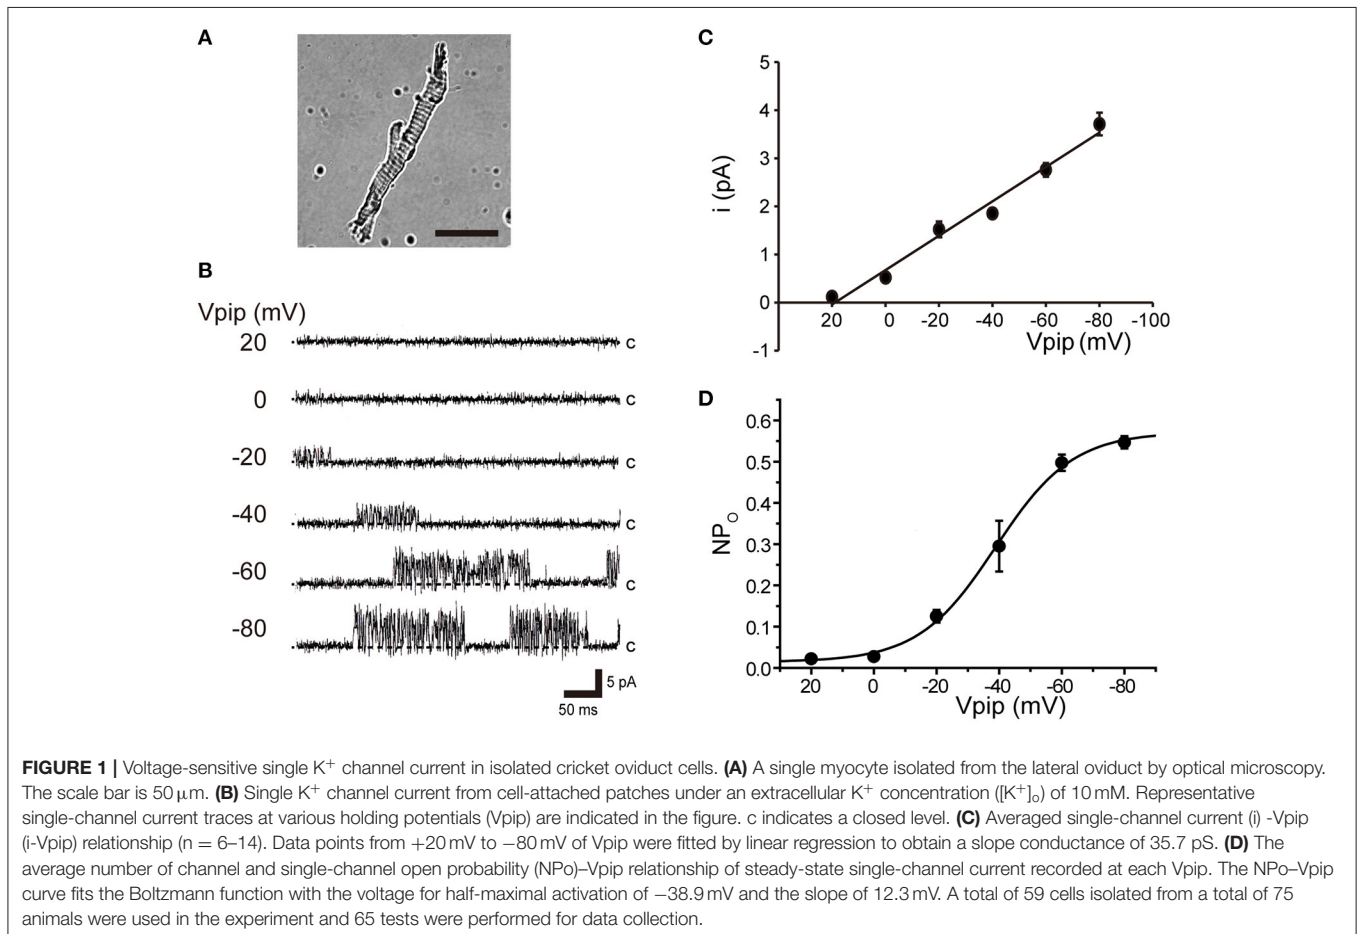 A
B
Vpip (mV)
20 c
0 c
-20 c
-40 c
-60 c
-80 c
5 pA
50 ms
C
5
4
3
2
1
0
-1
i (pA)
20 0 -20 -40 -60 -80 -100
Vpip (mV)
D
0.6
0.5
0.4
0.3
0.2
0.1
0.0
NPO
20 0 -20 -40 -60 -80
Vpip (mV)
FIGURE 1 | Voltage-sensitive single K+ channel current in isolated cricket oviduct cells. (A) A single myocyte isolated from the lateral oviduct by optical microscopy.
The scale bar is 50 μm. (B) Single K+ channel current from cell-attached patches under an extracellular K+ concentration ([K+]o) of 10 mM. Representative
single-channel current traces at various holding potentials (Vpip) are indicated in the figure. c indicates a closed level. (C) Averaged single-channel current (i) -Vpip
(i-Vpip) relationship (n = 6–14). Data points from +20 mV to −80 mV of Vpip were fitted by linear regression to obtain a slope conductance of 35.7 pS. (D) The
average number of channel and single-channel open probability (NPo)–Vpip relationship of steady-state single-channel current recorded at each Vpip. The NPo–Vpip
curve fits the Boltzmann function with the voltage for half-maximal activation of −38.9 mV and the slope of 12.3 mV. A total of 59 cells isolated from a total of 75
animals were used in the experiment and 65 tests were performed for data collection.